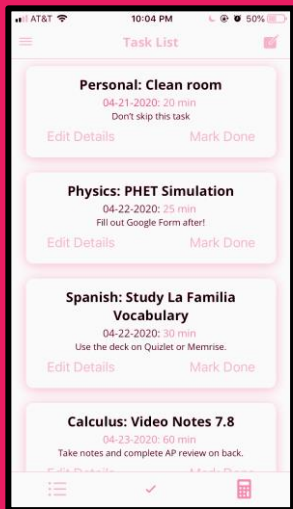 AT&T 10:04 PM 50%
Task List
Personal: Clean room
04-21-2020: 20 min
Don't skip this task
Edit Details Mark Done
Physics: PHET Simulation
04-22-2020: 25 min
Fill out Google Form after!
Edit Details Mark Done
Spanish: Study La Familia
Vocabulary
04-22-2020: 30 min
Use the deck on Quizlet or Memrise.
Edit Details Mark Done
Calculus: Video Notes 7.8
04-23-2020: 60 min
Take notes and complete AP review on back.
Edit Details Mark Done